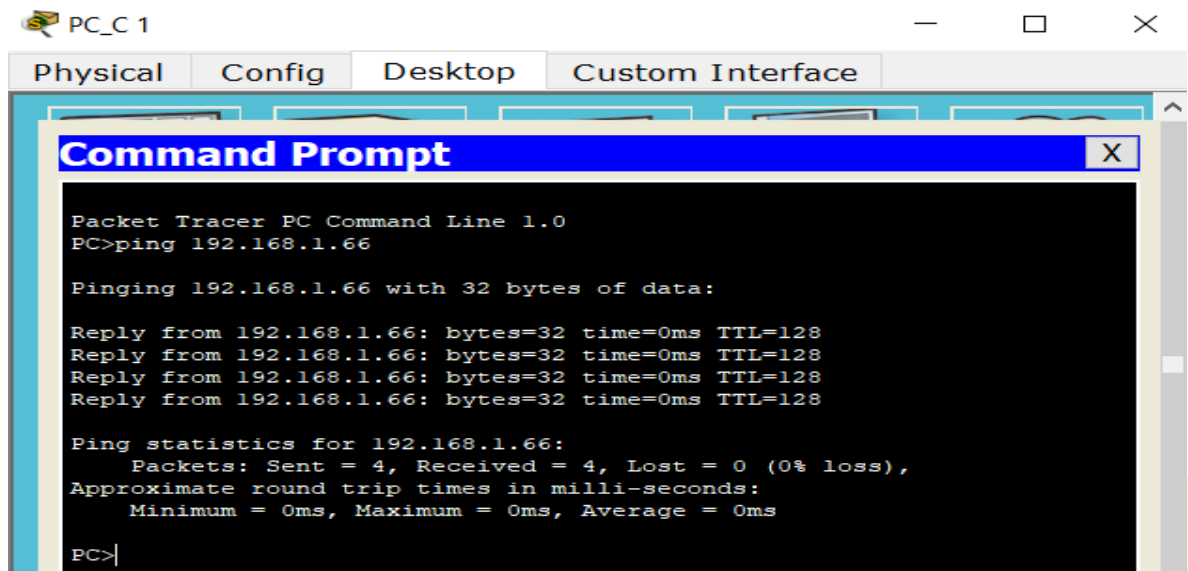 PC_C 1
Physical Config Desktop Custom Interface
Command Prompt X
Packet Tracer PC Command Line 1.0
PC>ping 192.168.1.66
Pinging 192.168.1.66 with 32 bytes of data:
Reply from 192.168.1.66: bytes=32 time=0ms TTL=128
Reply from 192.168.1.66: bytes=32 time=0ms TTL=128
Reply from 192.168.1.66: bytes=32 time=0ms TTL=128
Reply from 192.168.1.66: bytes=32 time=0ms TTL=128
Ping statistics for 192.168.1.66:
Packets: Sent = 4, Received = 4, Lost = 0 (0% loss),
Approximate round trip times in milli-seconds:
Minimum = 0ms, Maximum = 0ms, Average = 0ms
PC>